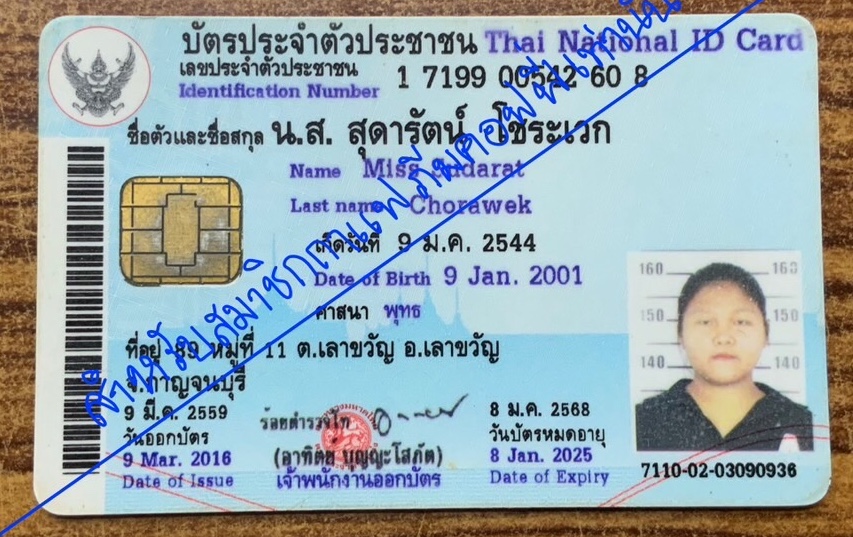 บัตรประจำตัวประชาชน Thai National ID Card
เลขประจำตัวประชาชน 1 7199 00542 60 8
Identification Number
ชื่อตัวและชื่อสกุล น.ส. สุดารัตน์ โชระเวก
Name Miss Sudarat
Last name Chorawek
เกิดวันที่ 9 ม.ค. 2544
Date of Birth 9 Jan. 2001
ศาสนา พุทธ
ที่อยู่ 89 หมู่ที่ 11 ต.เลาขวัญ อ.เลาขวัญ
จ.กาญจนบุรี
9 มี.ค. 2559
วันออกบัตร
9 Mar. 2016
Date of Issue
ร้อยตำรวจโท
(อาทิตย์ บุญญะโสภัต)
เจ้าพนักงานออกบัตร
8 ม.ค. 2568
วันบัตรหมดอายุ
8 Jan. 2025
Date of Expiry
160 160
150 150
140 140
7110-02-03090936
สำหรับสมัคร เท่านั้น